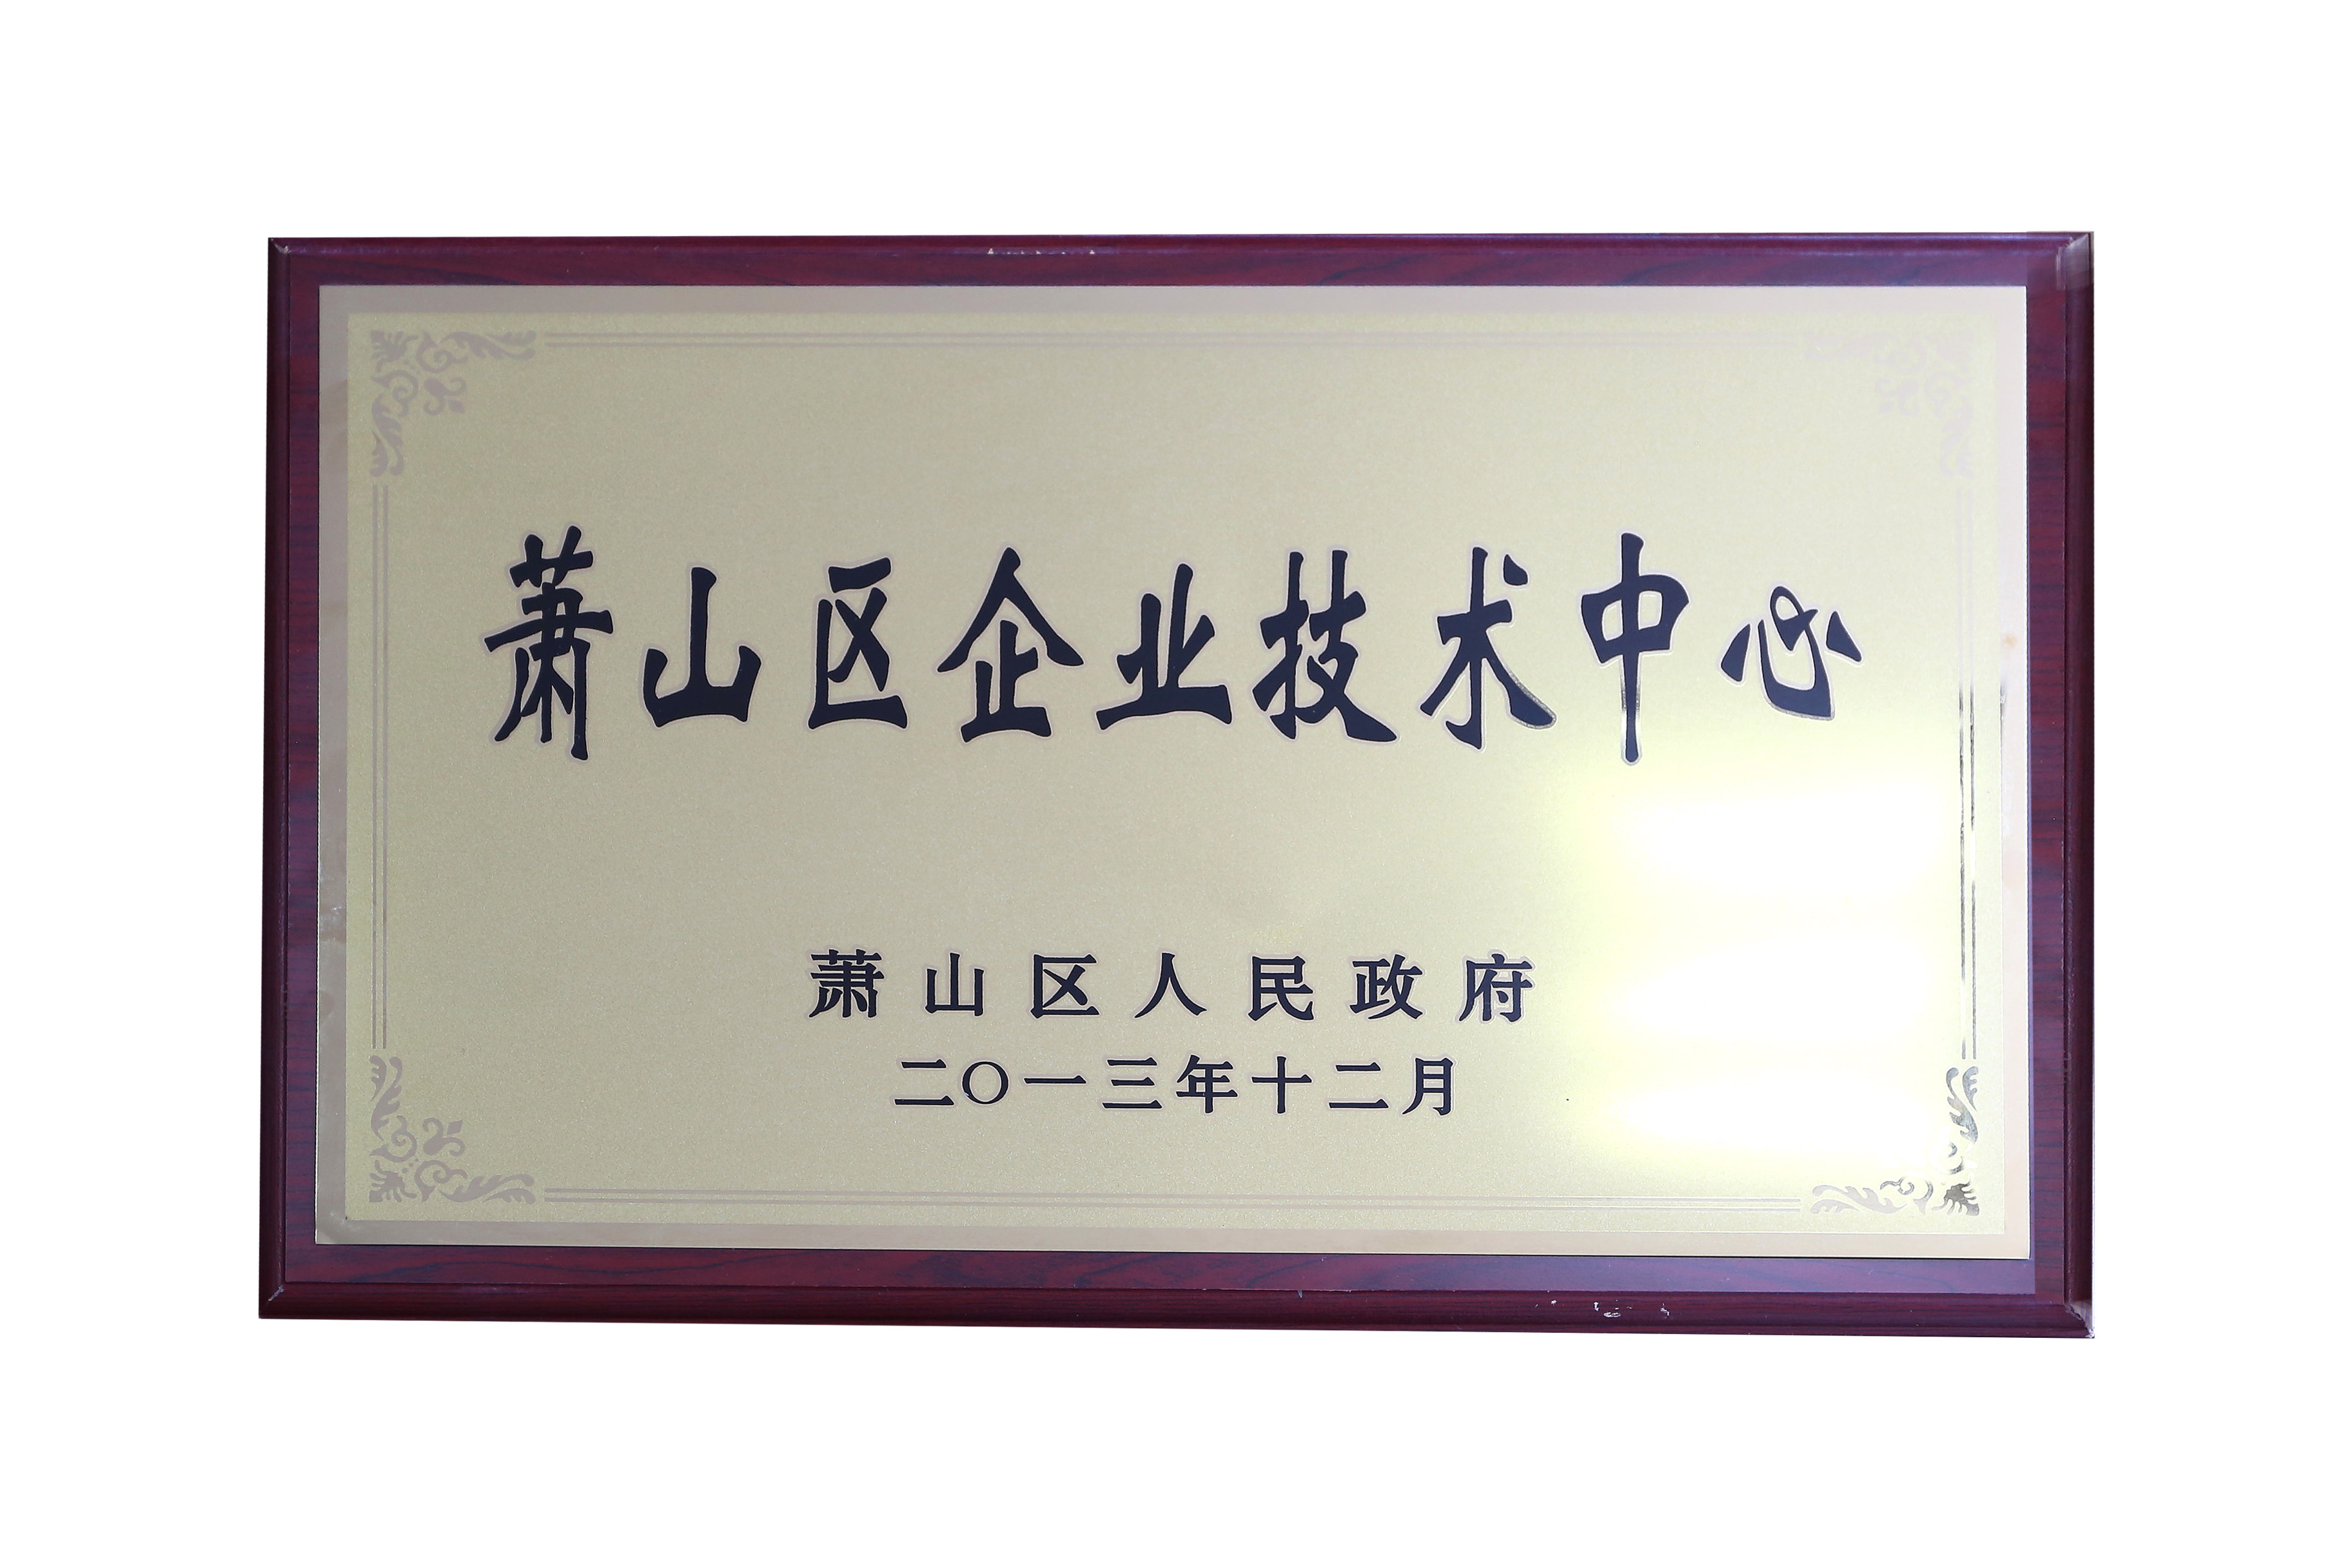 萧山区企业技术中心
萧山区人民政府
二〇一三年十二月